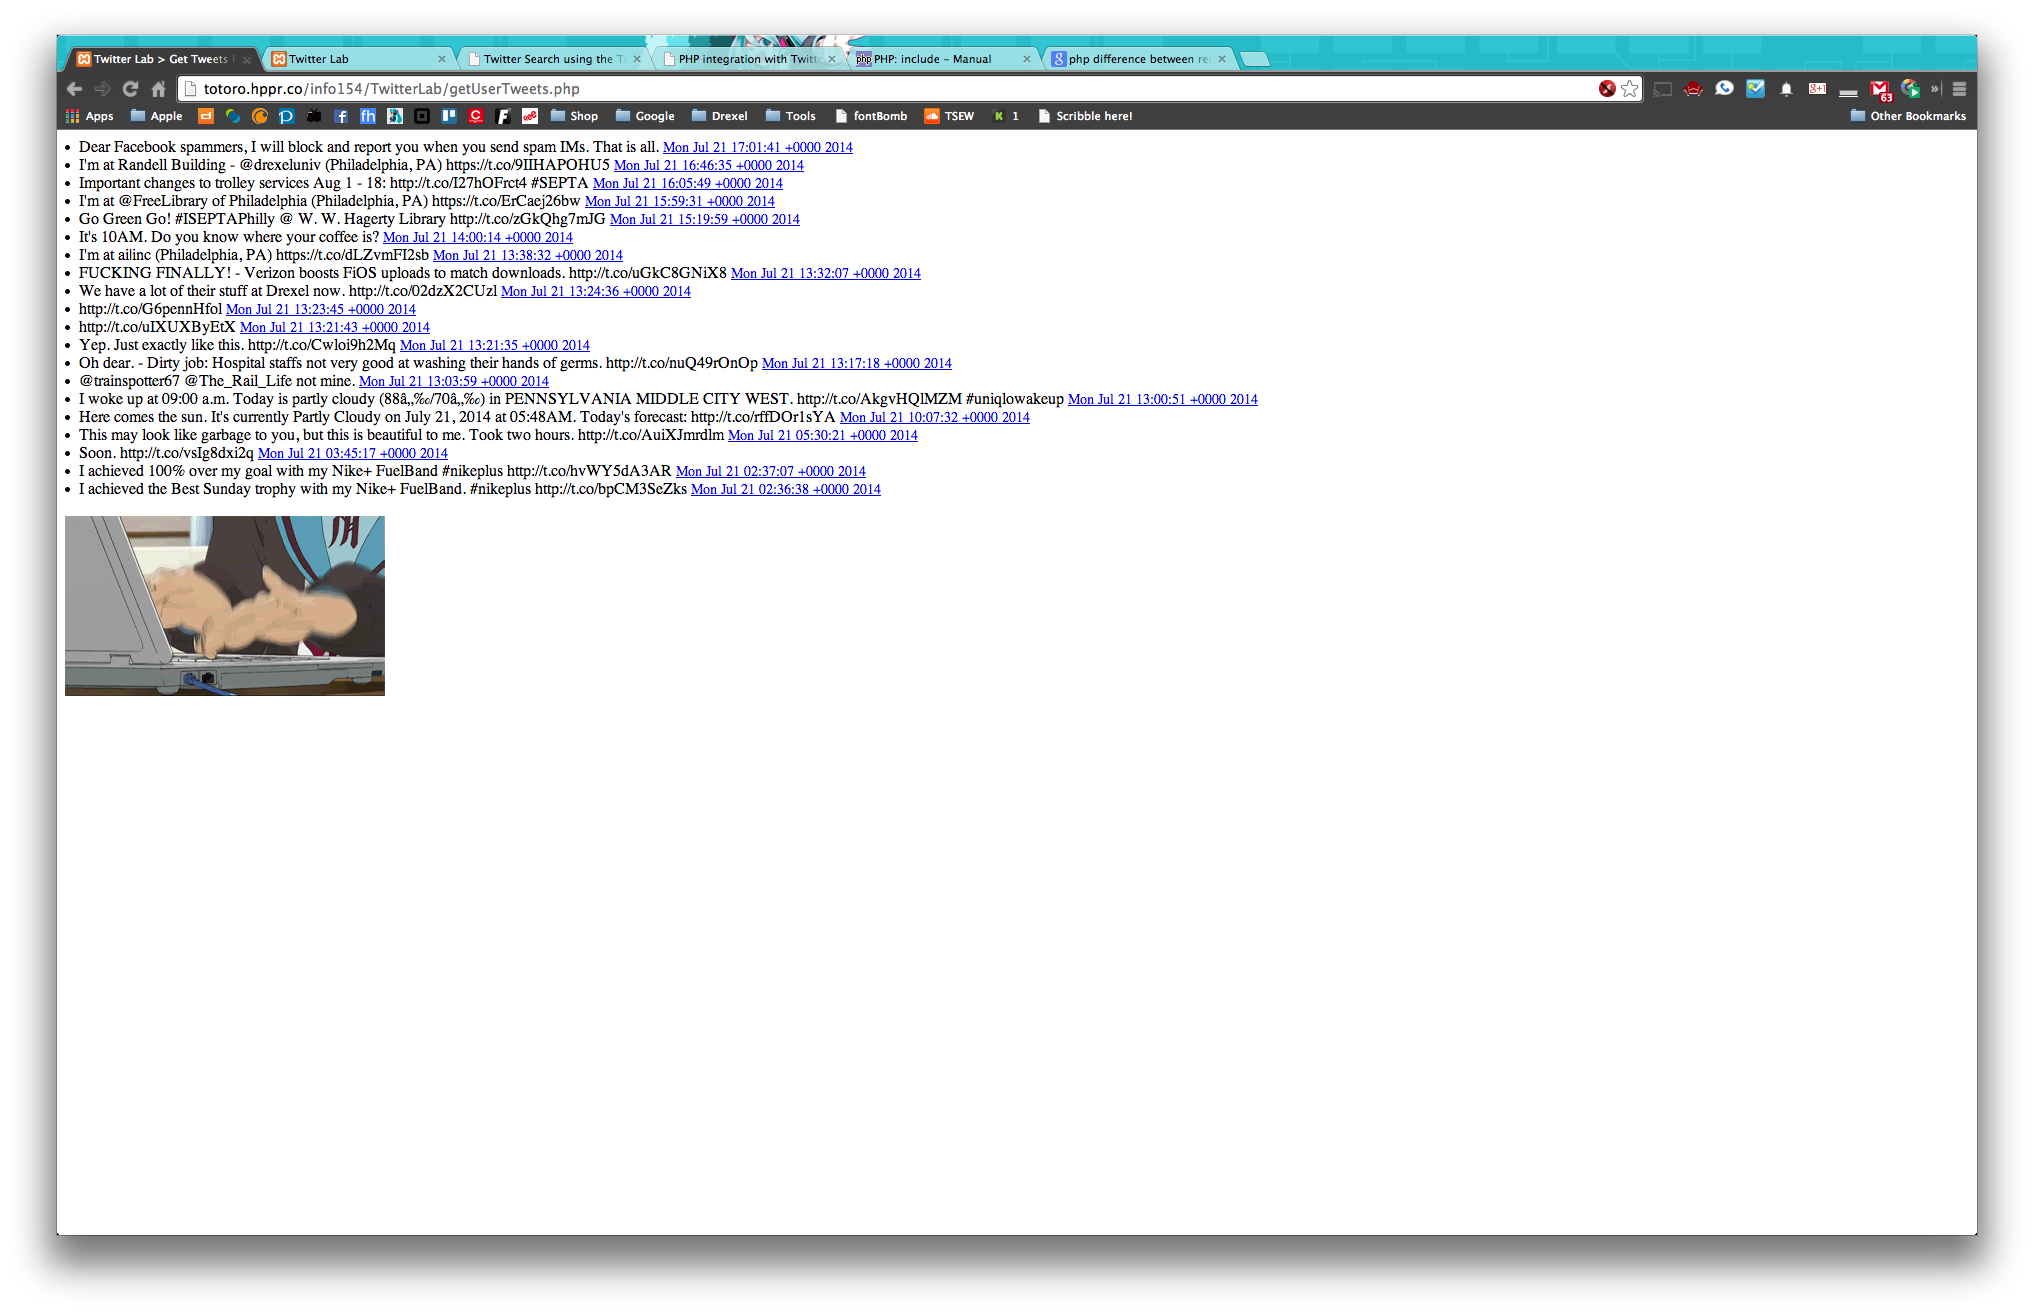 Twitter Lab > Get Tweets
Twitter Lab
Twitter Search using the
PHP integration with
PHP: include – Manual
php difference between
totoro.hppr.co/info154/TwitterLab/getUserTweets.php
63
Apps Apple Shop Google Drexel Tools fontBomb TSEW 1 Scribble here! Other Bookmarks
• Dear Facebook spammers, I will block and report you when you send spam IMs. That is all. Mon Jul 21 17:01:41 +0000 2014
• I'm at Randell Building - @drexeluniv (Philadelphia, PA) https://t.co/9IIHAPOHU5 Mon Jul 21 16:46:35 +0000 2014
• Important changes to trolley services Aug 1 - 18: http://t.co/I27hOFrct4 #SEPTA Mon Jul 21 16:05:49 +0000 2014
• I'm at @FreeLibrary of Philadelphia (Philadelphia, PA) https://t.co/ErCaej26bw Mon Jul 21 15:59:31 +0000 2014
• Go Green Go! #ISEPTAPhilly @ W. W. Hagerty Library http://t.co/zGkQhg7mJG Mon Jul 21 15:19:59 +0000 2014
• It's 10AM. Do you know where your coffee is? Mon Jul 21 14:00:14 +0000 2014
• I'm at ailinc (Philadelphia, PA) https://t.co/dLZvmFI2sb Mon Jul 21 13:38:32 +0000 2014
• FUCKING FINALLY! - Verizon boosts FiOS uploads to match downloads. http://t.co/uGkC8GNiX8 Mon Jul 21 13:32:07 +0000 2014
• We have a lot of their stuff at Drexel now. http://t.co/02dzX2CUzl Mon Jul 21 13:24:36 +0000 2014
• http://t.co/G6pennHfol Mon Jul 21 13:23:45 +0000 2014
• http://t.co/uIXUXByEtX Mon Jul 21 13:21:43 +0000 2014
• Yep. Just exactly like this. http://t.co/Cwloi9h2Mq Mon Jul 21 13:21:35 +0000 2014
• Oh dear. - Dirty job: Hospital staffs not very good at washing their hands of germs. http://t.co/nuQ49rOnOp Mon Jul 21 13:17:18 +0000 2014
• @trainspotter67 @The_Rail_Life not mine. Mon Jul 21 13:03:59 +0000 2014
• I woke up at 09:00 a.m. Today is partly cloudy (88â„‰/70â„‰) in PENNSYLVANIA MIDDLE CITY WEST. http://t.co/AkgvHQlMZM #uniqlowakeup Mon Jul 21 13:00:51 +0000 2014
• Here comes the sun. It's currently Partly Cloudy on July 21, 2014 at 05:48AM. Today's forecast: http://t.co/rffDOr1sYA Mon Jul 21 10:07:32 +0000 2014
• This may look like garbage to you, but this is beautiful to me. Took two hours. http://t.co/AuiXJmrdlm Mon Jul 21 05:30:21 +0000 2014
• Soon. http://t.co/vsIg8dxi2q Mon Jul 21 03:45:17 +0000 2014
• I achieved 100% over my goal with my Nike+ FuelBand #nikeplus http://t.co/hvWY5dA3AR Mon Jul 21 02:37:07 +0000 2014
• I achieved the Best Sunday trophy with my Nike+ FuelBand. #nikeplus http://t.co/bpCM3SeZks Mon Jul 21 02:36:38 +0000 2014